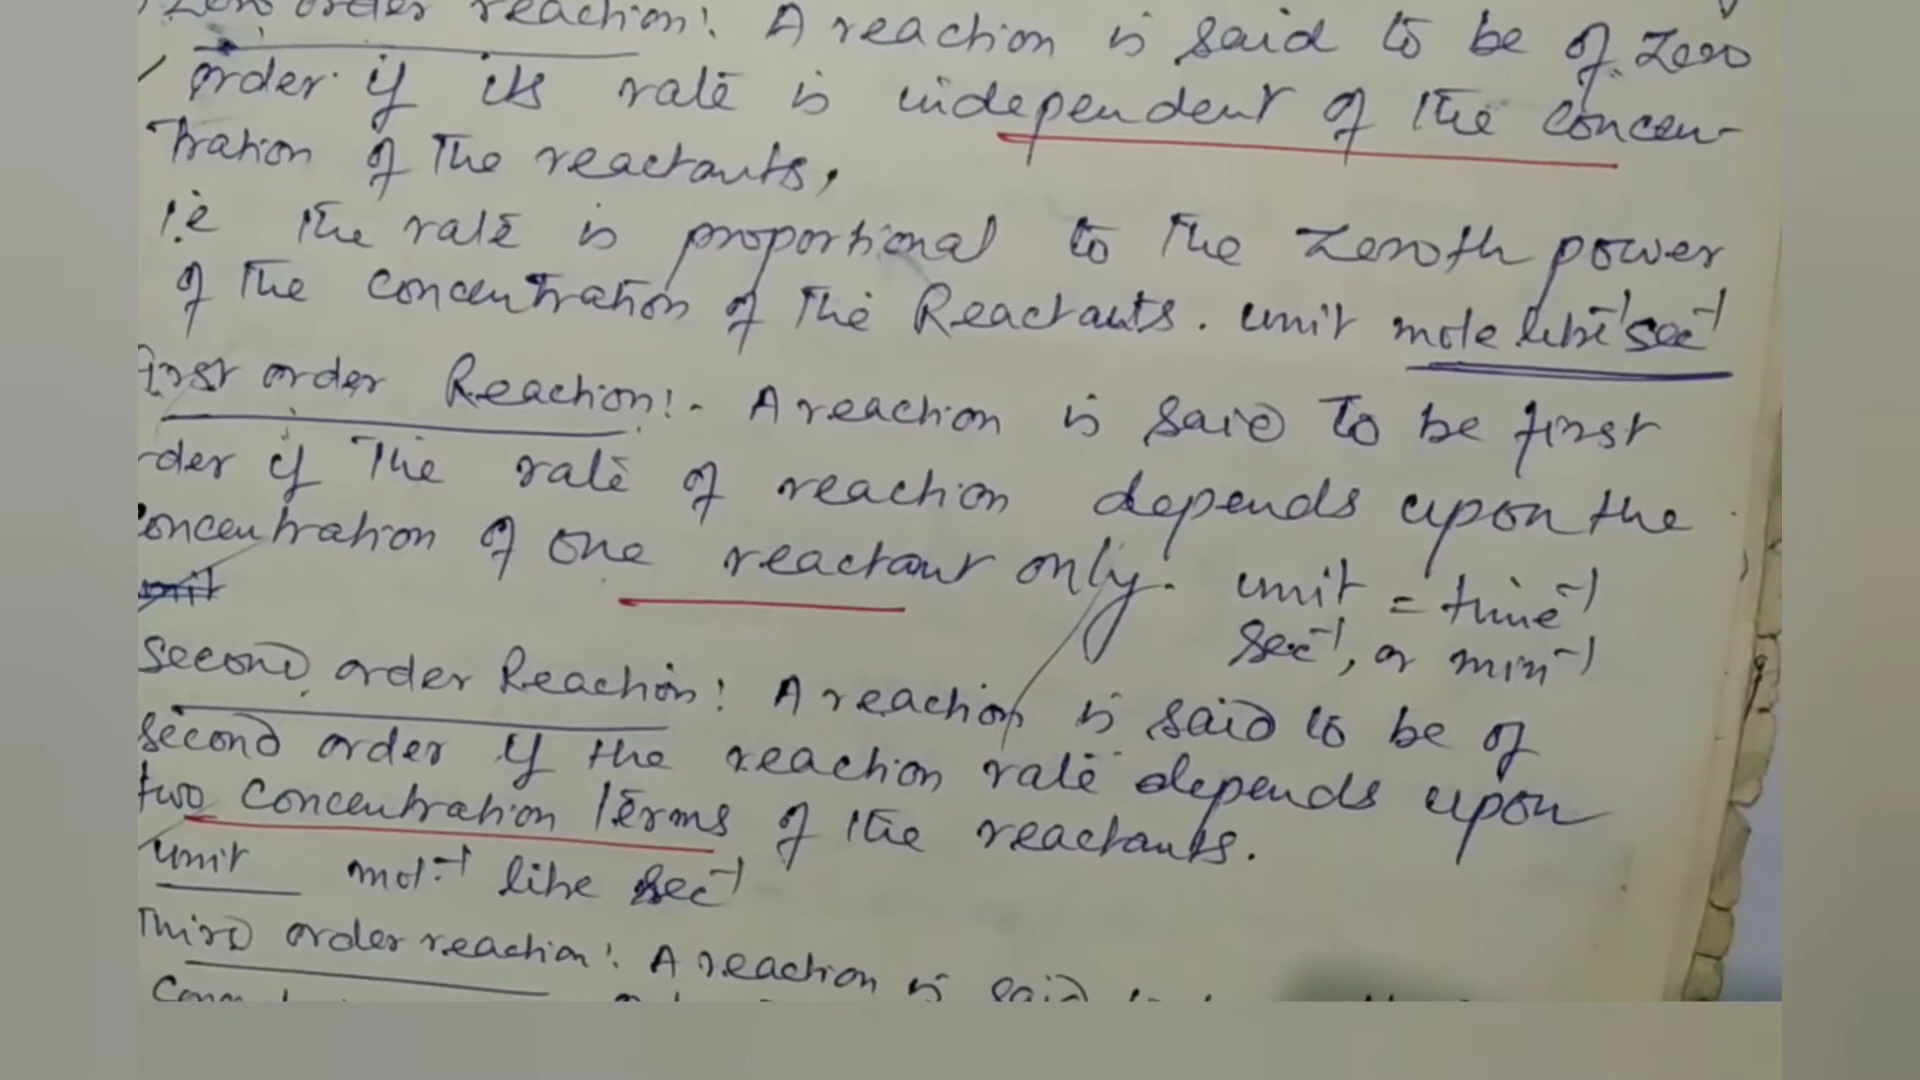 Zero order reaction: A reaction is said to be of Zero
order if its rate is independent of the concen-
tration of the reactants,
i.e the rate is proportional to the Zeroth power
of the concentration of the Reactants. unit mole litre⁻¹ sec⁻¹
First order Reaction:- A reaction is said to be first
rder if the rate of reaction depends upon the
concentration of one reactant only. unit = time⁻¹
unit sec⁻¹, or min⁻¹
Second order Reaction: A reaction is said to be of
second order if the reaction rate depends upon
two concentration terms of the reactants.
unit mol⁻¹ litre sec⁻¹
Third order reaction: A reaction is said